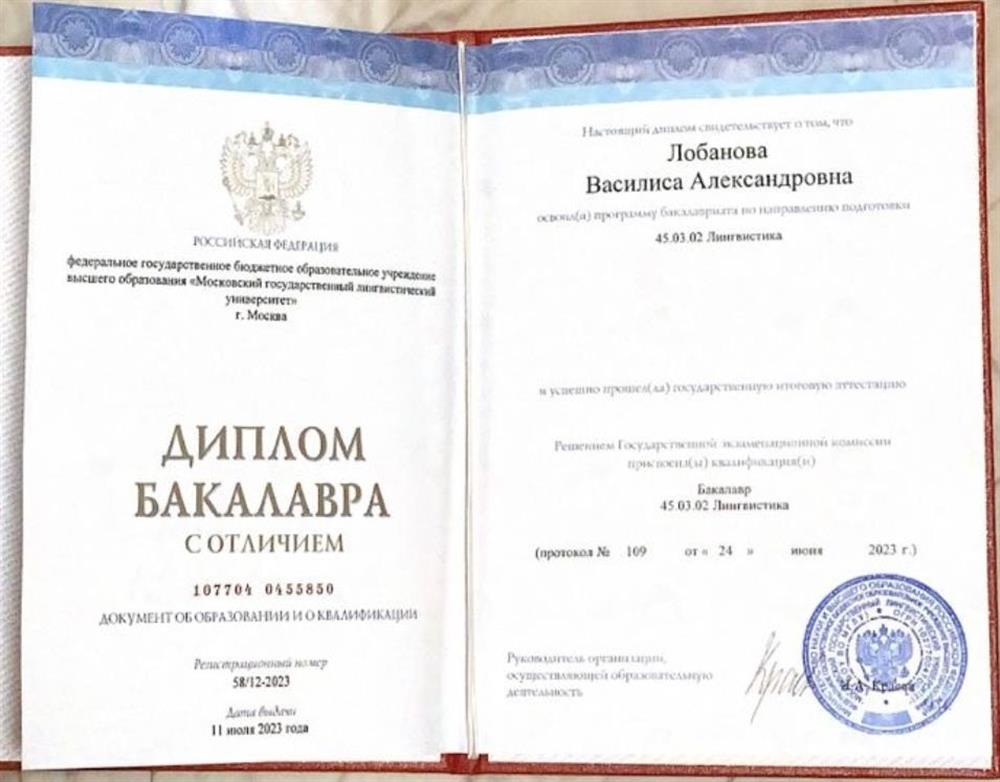 РОССИЙСКАЯ ФЕДЕРАЦИЯ
федеральное государственное бюджетное образовательное учреждение
высшего образования «Московский государственный лингвистический
университет»
г. Москва
ДИПЛОМ
БАКАЛАВРА
С ОТЛИЧИЕМ
107704 0455850
ДОКУМЕНТ ОБ ОБРАЗОВАНИИ И О КВАЛИФИКАЦИИ
Регистрационный номер
58/12-2023
Дата выдачи
11 июля 2023 года
Настоящий диплом свидетельствует о том, что
Лобанова
Василиса Александровна
освоил(а) программу бакалавриата по направлению подготовки
45.03.02 Лингвистика
и успешно прошел(ла) государственную итоговую аттестацию
Решением Государственной экзаменационной комиссии
присвоена(ы) квалификация(и)
Бакалавр
45.03.02 Лингвистика
(протокол № 109 от « 24 » июня 2023 г.)
Руководитель организации,
осуществляющей образовательную
деятельность